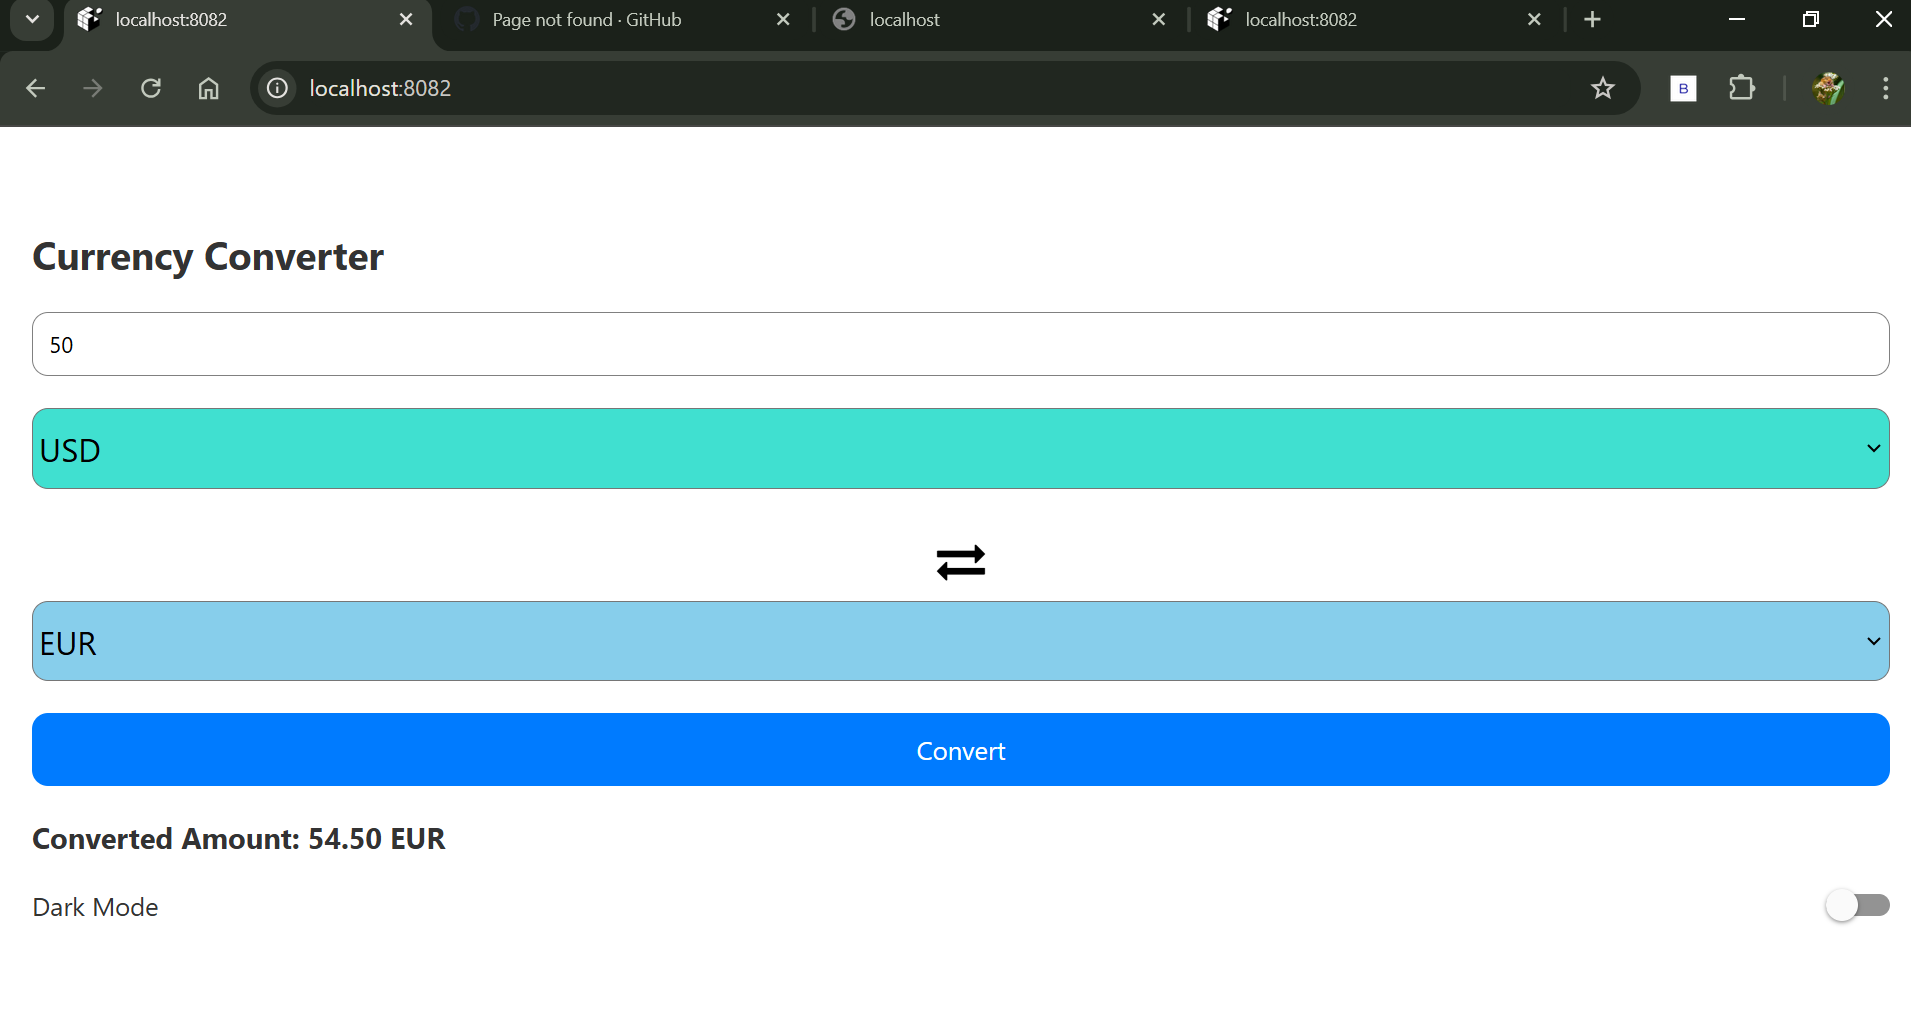 localhost:8082
Page not found · GitHub
localhost
localhost:8082
localhost:8082
B
Currency Converter
50
USD
EUR
Convert
Converted Amount: 54.50 EUR
Dark Mode